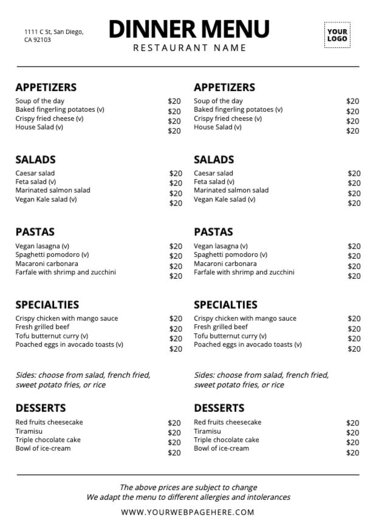 1111 C St, San Diego,
CA 92103
DINNER MENU
RESTAURANT NAME
YOUR
LOGO
APPETIZERS
Soup of the day $20
Baked fingerling potatoes (v) $20
Crispy fried cheese (v) $20
House Salad (v) $20
SALADS
Caesar salad $20
Feta salad (v) $20
Marinated salmon salad $20
Vegan Kale salad (v) $20
PASTAS
Vegan lasagna (v) $20
Spaghetti pomodoro (v) $20
Macaroni carbonara $20
Farfale with shrimp and zucchini $20
SPECIALTIES
Crispy chicken with mango sauce $20
Fresh grilled beef $20
Tofu butternut curry (v) $20
Poached eggs in avocado toasts (v) $20
Sides: choose from salad, french fried,
sweet potato fries, or rice
DESSERTS
Red fruits cheesecake $20
Tiramisu $20
Triple chocolate cake $20
Bowl of ice-cream $20
APPETIZERS
Soup of the day $20
Baked fingerling potatoes (v) $20
Crispy fried cheese (v) $20
House Salad (v) $20
SALADS
Caesar salad $20
Feta salad (v) $20
Marinated salmon salad $20
Vegan Kale salad (v) $20
PASTAS
Vegan lasagna (v) $20
Spaghetti pomodoro (v) $20
Macaroni carbonara $20
Farfale with shrimp and zucchini $20
SPECIALTIES
Crispy chicken with mango sauce $20
Fresh grilled beef $20
Tofu butternut curry (v) $20
Poached eggs in avocado toasts (v) $20
Sides: choose from salad, french fried,
sweet potato fries, or rice
DESSERTS
Red fruits cheesecake $20
Tiramisu $20
Triple chocolate cake $20
Bowl of ice-cream $20
The above prices are subject to change
We adapt the menu to different allergies and intolerances
WWW.YOURWEBPAGEHERE.COM